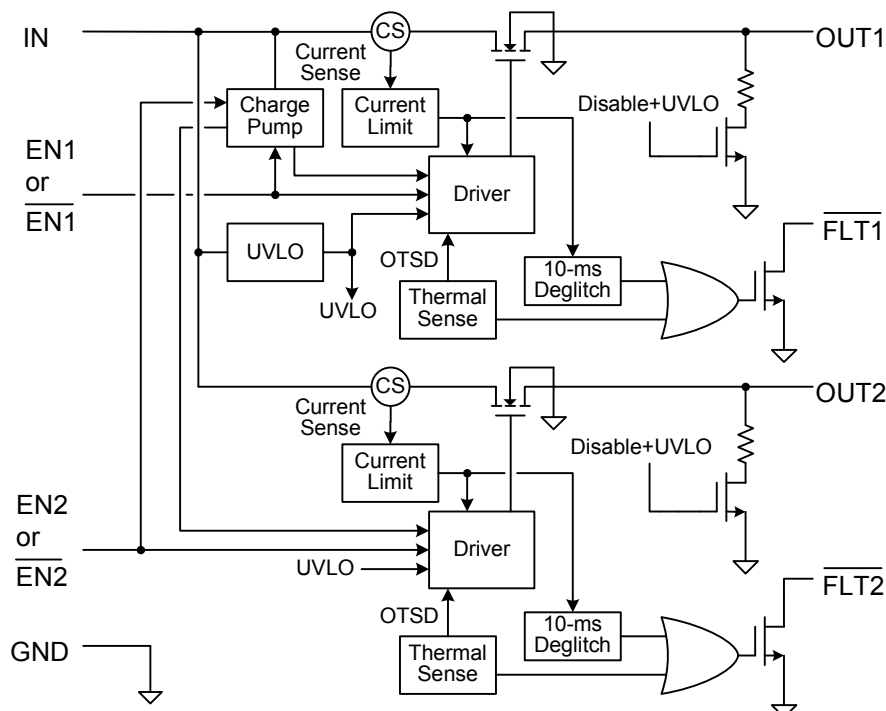 IN
CS
OUT1
Current
Sense
Charge
Pump
Current
Limit
Disable+UVLO
EN1
or
EN1
Driver
FLT1
UVLO
OTSD
10-ms
Deglitch
UVLO
Thermal
Sense
CS
OUT2
Current
Sense
Current
Limit
Disable+UVLO
EN2
or
EN2
Driver
UVLO
FLT2
OTSD
10-ms
Deglitch
GND
Thermal
Sense